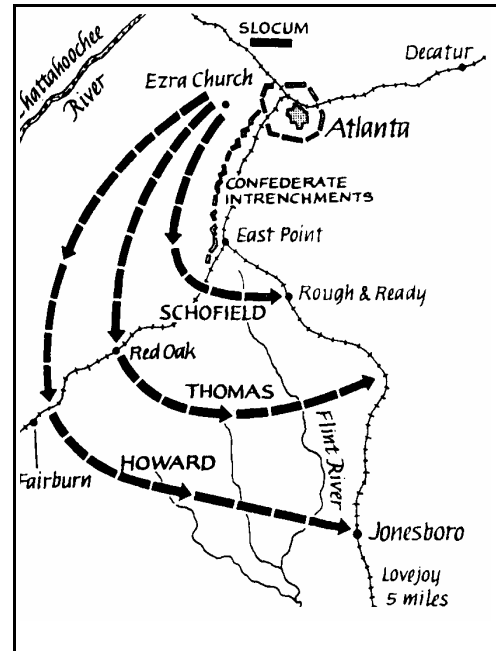 SLOCUM
Decatur
Chattahoochee
River
Ezra Church
Atlanta
CONFEDERATE
INTRENCHMENTS
East Point
Rough & Ready
SCHOFIELD
Red Oak
THOMAS
Flint River
HOWARD
Fairburn
Jonesboro
Lovejoy
5 miles